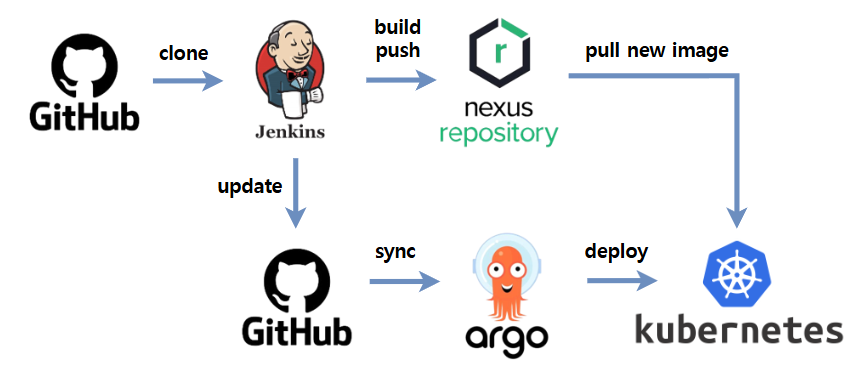 clone
build
push
pull new image
GitHub
Jenkins
nexus
repository
update
sync
deploy
GitHub
argo
kubernetes